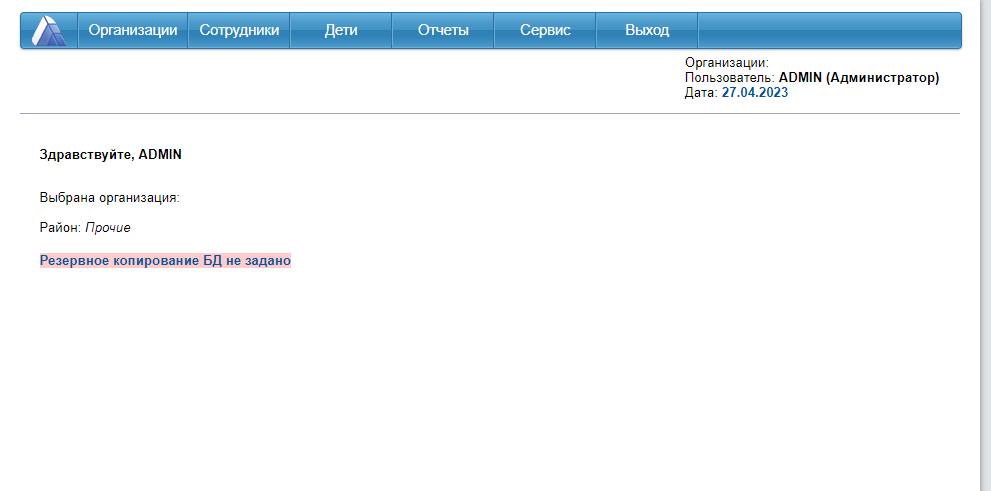 Организации Сотрудники Дети Отчеты Сервис Выход
Организации:
Пользователь: ADMIN (Администратор)
Дата: 27.04.2023
Здравствуйте, ADMIN
Выбрана организация:
Район: Прочие
Резервное копирование БД не задано